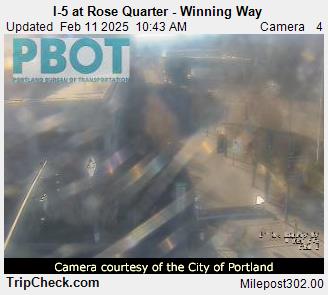 I-5 at Rose Quarter - Winning Way
Updated Feb 11 2025 10:43 AM Camera 4
PBOT
PORTLAND BUREAU OF TRANSPORTATION
Camera courtesy of the City of Portland
TripCheck.com Milepost302.00